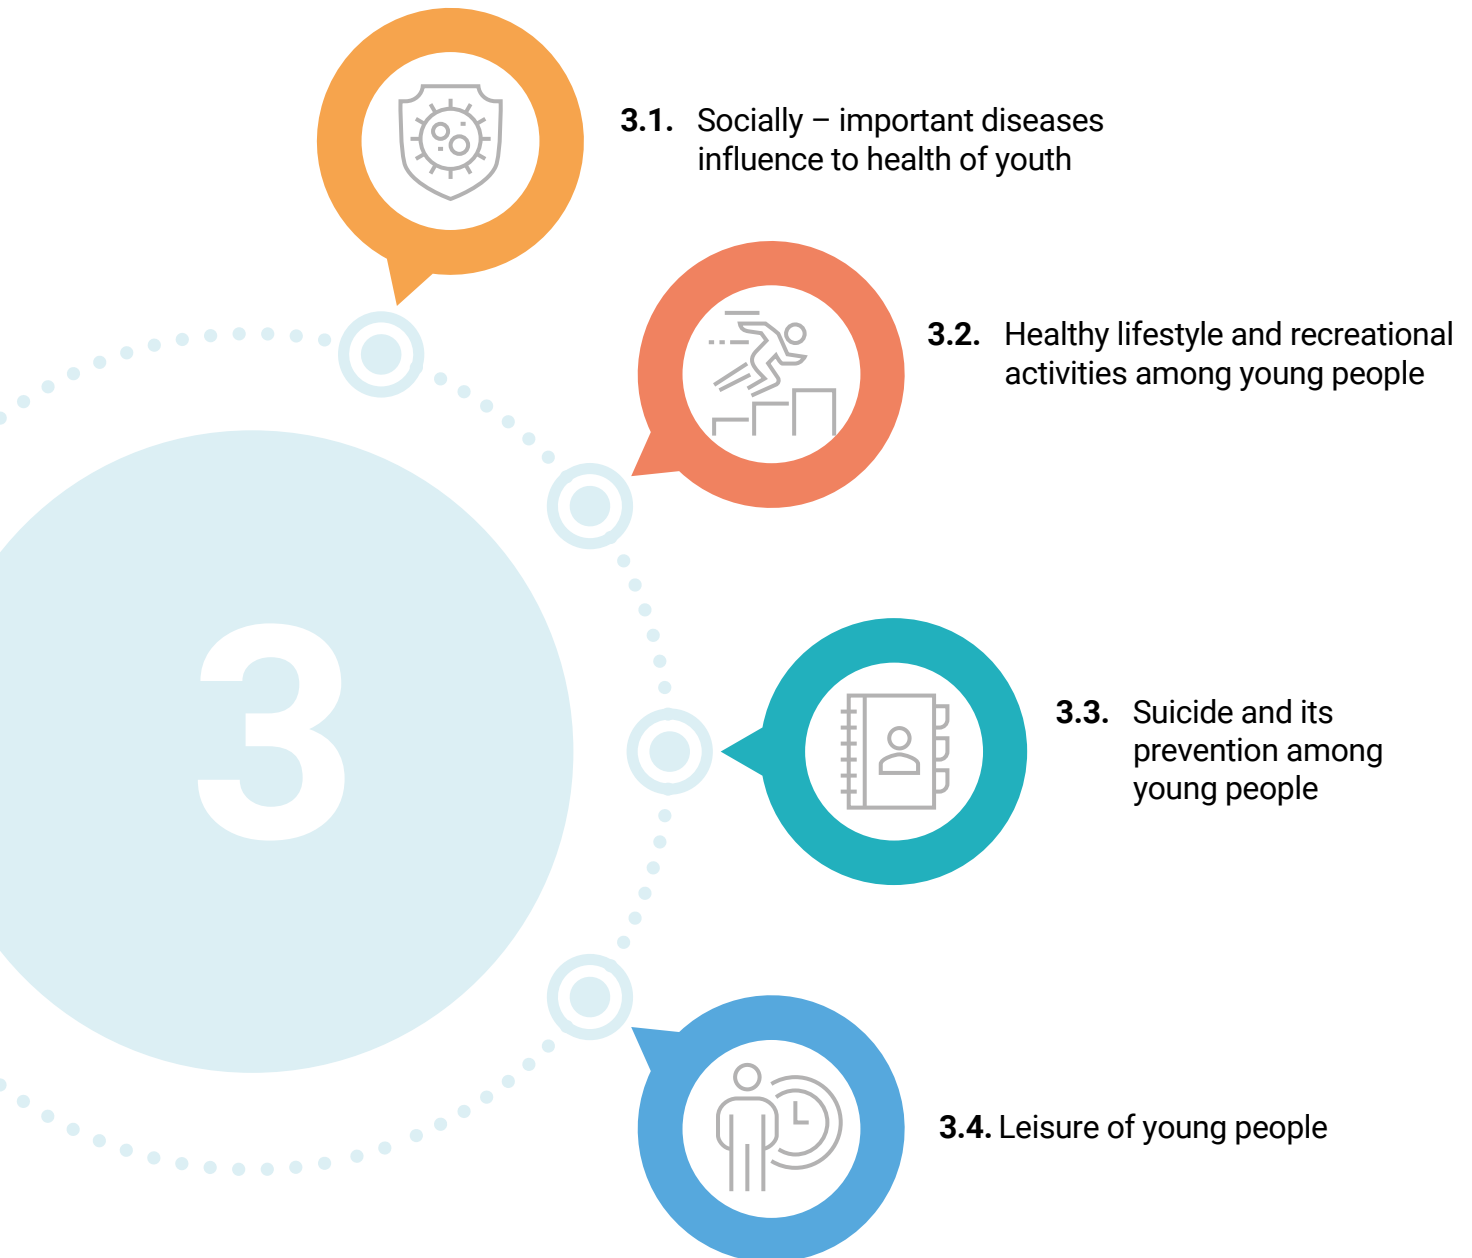 3.1. Socially – important diseases
influence to health of youth
3.2. Healthy lifestyle and recreational
activities among young people
3
3.3. Suicide and its
prevention among
young people
3.4. Leisure of young people